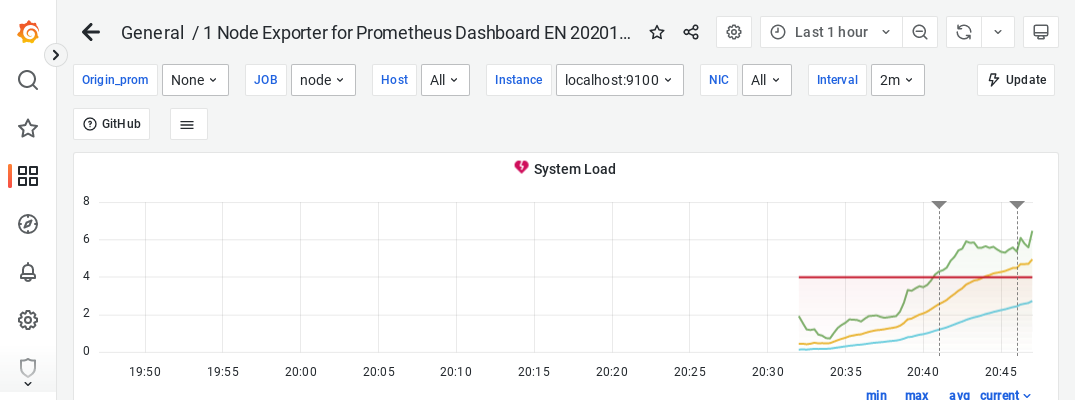 General / 1 Node Exporter for Prometheus Dashboard EN 20201... Last 1 hour
Origin_prom None JOB node Host All Instance localhost:9100 NIC All Interval 2m Update
GitHub
System Load
8
6
4
2
0
19:50 19:55 20:00 20:05 20:10 20:15 20:20 20:25 20:30 20:35 20:40 20:45
min max avg current